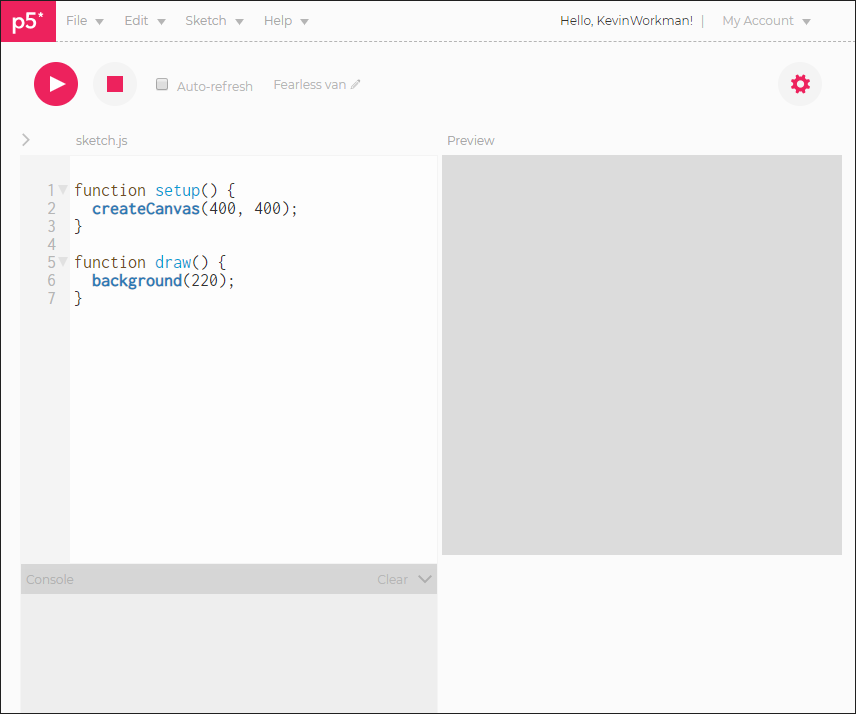 p5* File Edit Sketch Help Hello, KevinWorkman! | My Account
Auto-refresh Fearless van
sketch.js Preview
1 function setup() {
2   createCanvas(400, 400);
3 }
4
5 function draw() {
6   background(220);
7 }
Console Clear